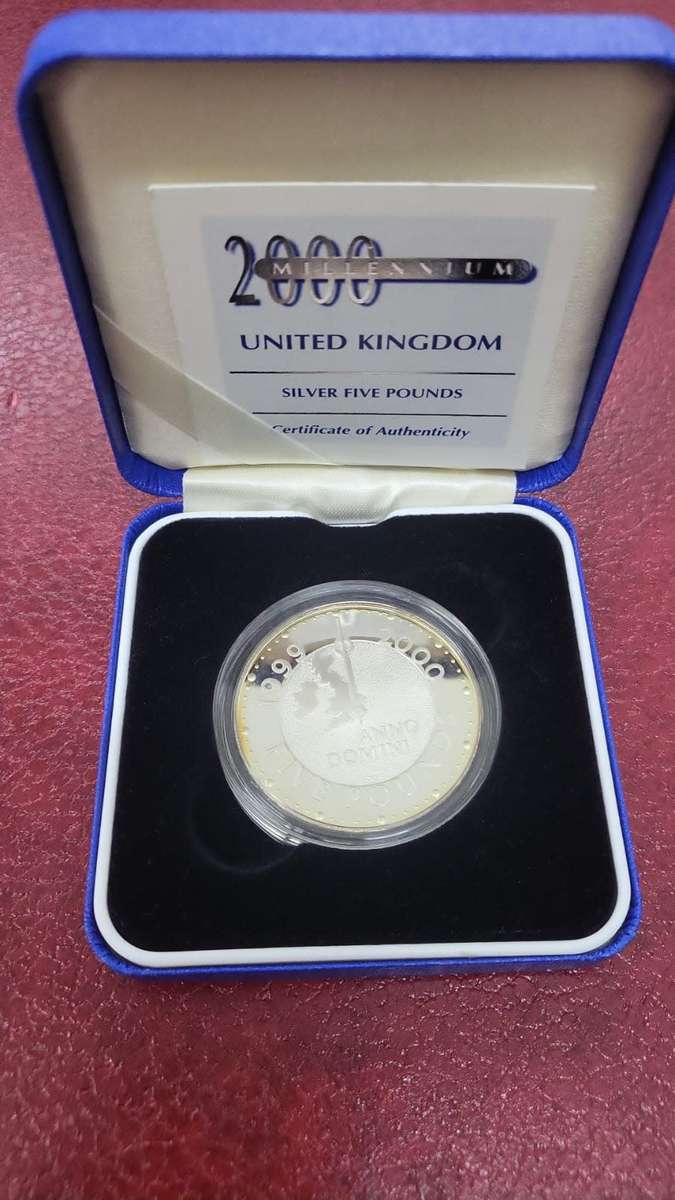 2000
MILLENNIUM
UNITED KINGDOM
SILVER FIVE POUNDS
Certificate of Authenticity
1999 2000
ANNO
DOMINI
FIVE POUNDS